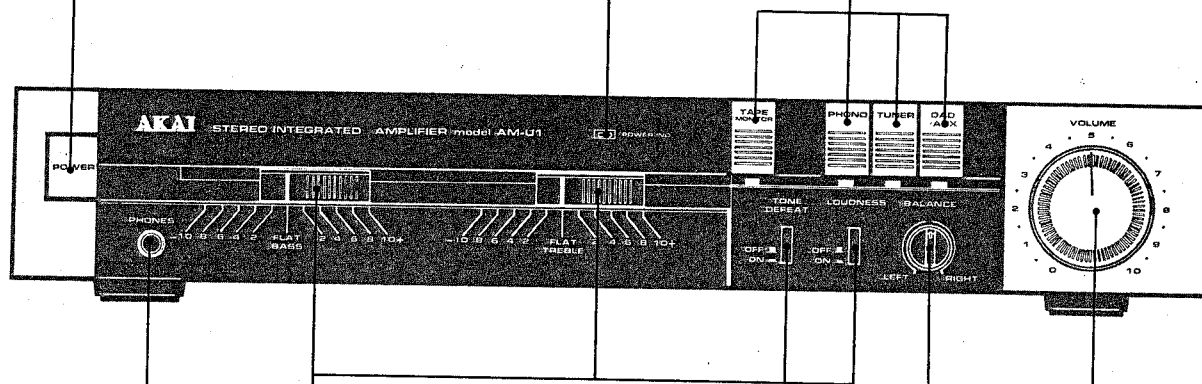 AKAI STEREO INTEGRATED AMPLIFIER model AM-U1
POWER IND
TAPE MONITOR
PHONO
TUNER
DAD /AUX
VOLUME
0 1 2 3 4 5 6 7 8 9 10
POWER
PHONES
-10 8 6 4 2 FLAT 2 4 6 8 10+
BASS
-10 8 6 4 2 FLAT 2 4 6 8 10+
TREBLE
TONE DEFEAT
OFF
ON
LOUDNESS
OFF
ON
BALANCE
LEFT RIGHT